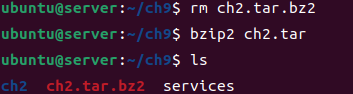 ubuntu@server:~/ch9$ rm ch2.tar.bz2
ubuntu@server:~/ch9$ bzip2 ch2.tar
ubuntu@server:~/ch9$ ls
ch2  ch2.tar.bz2  services